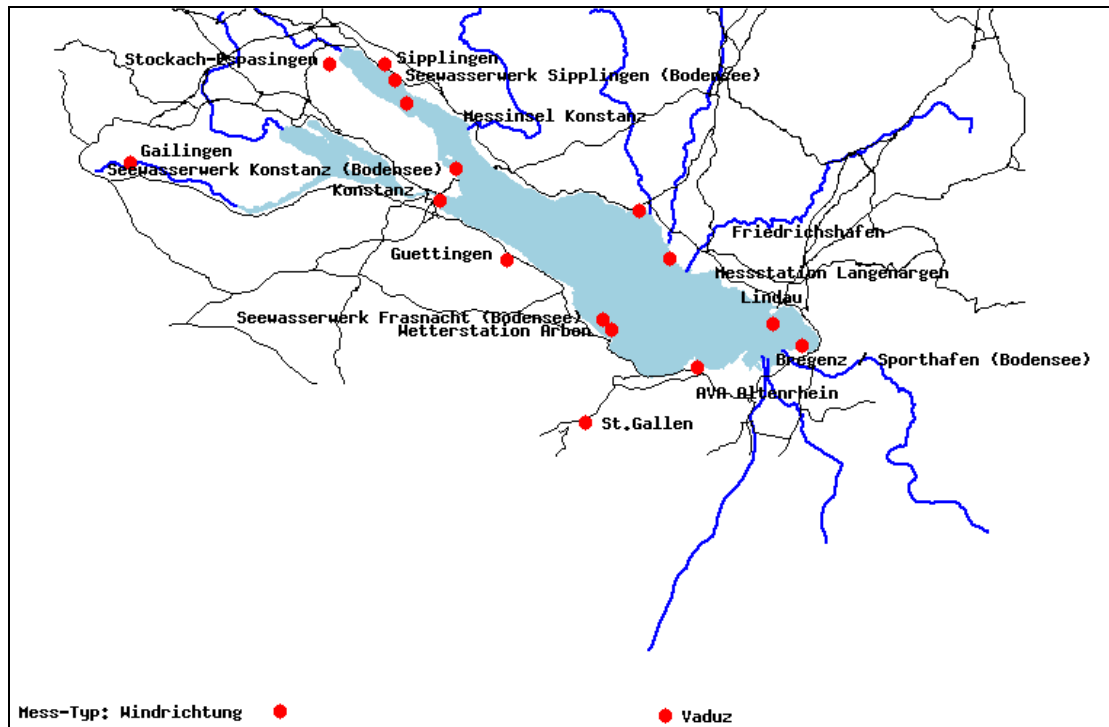 Stockach-Espasingen
Sipplingen
Seewasserwerk Sipplingen (Bodensee)
Messinsel Konstanz
Gailingen
Seewasserwerk Konstanz (Bodensee)
Konstanz
Friedrichshafen
Guettingen
Messstation Langenargen
Lindau
Seewasserwerk Frasnacht (Bodensee)
Wetterstation Arbon
Bregenz / Sporthafen (Bodensee)
AVA Altenrhein
St.Gallen
Mess-Typ: Windrichtung
Vaduz